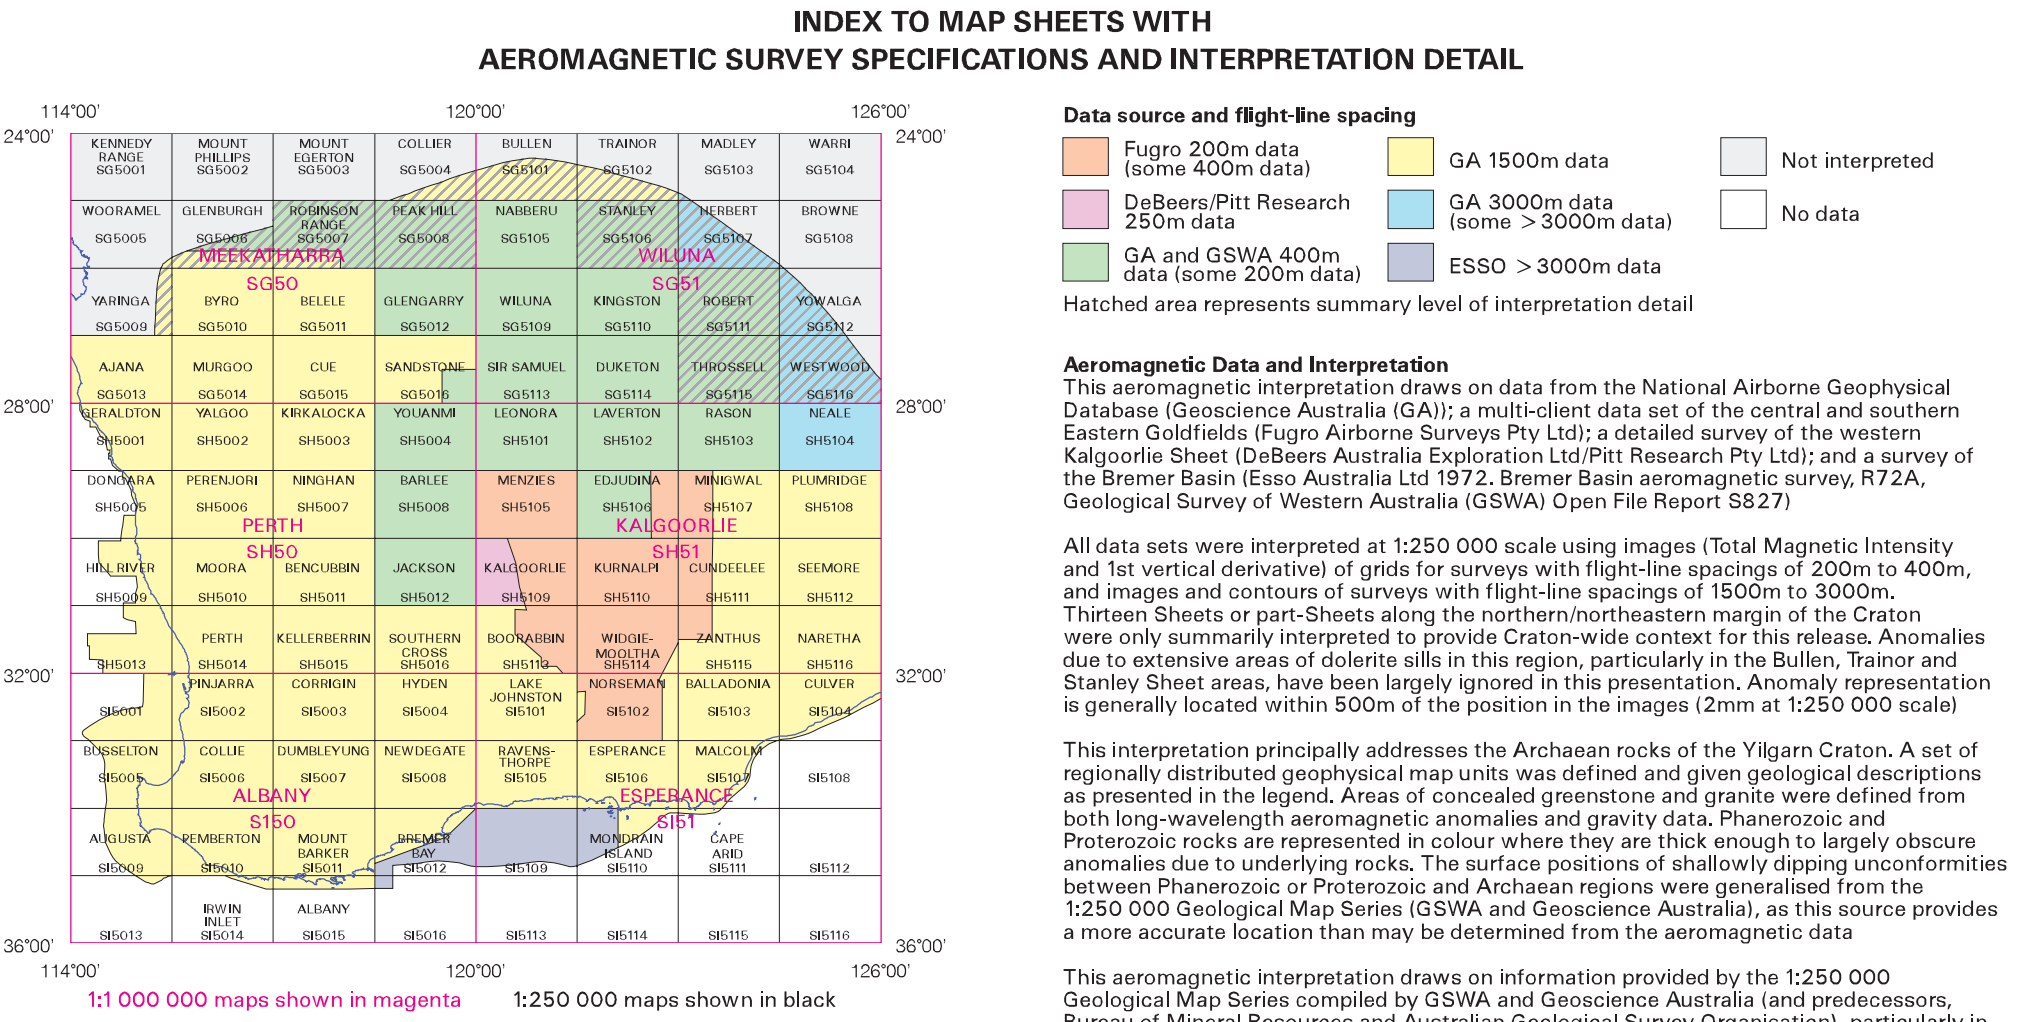 INDEX TO MAP SHEETS WITH
AEROMAGNETIC SURVEY SPECIFICATIONS AND INTERPRETATION DETAIL
114°00' 120°00' 126°00'
24°00' 24°00'
KENNEDY RANGE SG5001
MOUNT PHILLIPS SG5002
MOUNT EGERTON SG5003
COLLIER SG5004
BULLEN SG5101
TRAINOR SG5102
MADLEY SG5103
WARRI SG5104
WOORAMEL SG5005
GLENBURGH SG5006
ROBINSON RANGE SG5007
PEAK HILL SG5008
NABBERU SG5105
STANLEY SG5106
HERBERT SG5107
BROWNE SG5108
MEEKATHARRA SG50
WILUNA SG51
YARINGA SG5009
BYRO SG5010
BELELE SG5011
GLENGARRY SG5012
WILUNA SG5109
KINGSTON SG5110
ROBERT SG5111
YOWALGA SG5112
AJANA SG5013
MURGOO SG5014
CUE SG5015
SANDSTONE SG5016
SIR SAMUEL SG5113
DUKETON SG5114
THROSSELL SG5115
WESTWOOD SG5116
28°00' 28°00'
GERALDTON SH5001
YALGOO SH5002
KIRKALOCKA SH5003
YOUANMI SH5004
LEONORA SH5101
LAVERTON SH5102
RASON SH5103
NEALE SH5104
DONGARA SH5005
PERENJORI SH5006
NINGHAN SH5007
BARLEE SH5008
MENZIES SH5105
EDJUDINA SH5106
MINIGWAL SH5107
PLUMRIDGE SH5108
PERTH SH50
KALGOORLIE SH51
HILL RIVER SH5009
MOORA SH5010
BENCUBBIN SH5011
JACKSON SH5012
KALGOORLIE SH5109
KURNALPI SH5110
CUNDEELEE SH5111
SEEMORE SH5112
SH5013
PERTH SH5014
KELLERBERRIN SH5015
SOUTHERN CROSS SH5016
BOORABBIN SH5113
WIDGIE-MOOLTHA SH5114
ZANTHUS SH5115
NARETHA SH5116
32°00' 32°00'
SI5001
PINJARRA SI5002
CORRIGIN SI5003
HYDEN SI5004
LAKE JOHNSTON SI5101
NORSEMAN SI5102
BALLADONIA SI5103
CULVER SI5104
BUSSELTON SI5005
COLLIE SI5006
DUMBLEYUNG SI5007
NEWDEGATE SI5008
RAVENS-THORPE SI5105
ESPERANCE SI5106
MALCOLM SI5107
SI5108
ALBANY S150
ESPERANCE SI51
AUGUSTA SI5009
PEMBERTON SI5010
MOUNT BARKER SI5011
BREMER BAY SI5012
SI5109
MONDRAIN ISLAND SI5110
CAPE ARID SI5111
SI5112
SI5013
IRWIN INLET SI5014
ALBANY SI5015
SI5016
SI5113
SI5114
SI5115
SI5116
36°00' 36°00'
114°00' 120°00' 126°00'
1:1 000 000 maps shown in magenta 1:250 000 maps shown in black
Data source and flight-line spacing
Fugro 200m data
(some 400m data)
DeBeers/Pitt Research
250m data
GA and GSWA 400m
data (some 200m data)
GA 1500m data
GA 3000m data
(some > 3000m data)
ESSO > 3000m data
Not interpreted
No data
Hatched area represents summary level of interpretation detail
Aeromagnetic Data and Interpretation
This aeromagnetic interpretation draws on data from the National Airborne Geophysical
Database (Geoscience Australia (GA)); a multi-client data set of the central and southern
Eastern Goldfields (Fugro Airborne Surveys Pty Ltd); a detailed survey of the western
Kalgoorlie Sheet (DeBeers Australia Exploration Ltd/Pitt Research Pty Ltd); and a survey of
the Bremer Basin (Esso Australia Ltd 1972. Bremer Basin aeromagnetic survey, R72A,
Geological Survey of Western Australia (GSWA) Open File Report S827)
All data sets were interpreted at 1:250 000 scale using images (Total Magnetic Intensity
and 1st vertical derivative) of grids for surveys with flight-line spacings of 200m to 400m,
and images and contours of surveys with flight-line spacings of 1500m to 3000m.
Thirteen Sheets or part-Sheets along the northern/northeastern margin of the Craton
were only summarily interpreted to provide Craton-wide context for this release. Anomalies
due to extensive areas of dolerite sills in this region, particularly in the Bullen, Trainor and
Stanley Sheet areas, have been largely ignored in this presentation. Anomaly representation
is generally located within 500m of the position in the images (2mm at 1:250 000 scale)
This interpretation principally addresses the Archaean rocks of the Yilgarn Craton. A set of
regionally distributed geophysical map units was defined and given geological descriptions
as presented in the legend. Areas of concealed greenstone and granite were defined from
both long-wavelength aeromagnetic anomalies and gravity data. Phanerozoic and
Proterozoic rocks are represented in colour where they are thick enough to largely obscure
anomalies due to underlying rocks. The surface positions of shallowly dipping unconformities
between Phanerozoic or Proterozoic and Archaean regions were generalised from the
1:250 000 Geological Map Series (GSWA and Geoscience Australia), as this source provides
a more accurate location than may be determined from the aeromagnetic data
This aeromagnetic interpretation draws on information provided by the 1:250 000
Geological Map Series compiled by GSWA and Geoscience Australia (and predecessors,
Bureau of Mineral Resources and Australian Geological Survey Organisation), particularly in